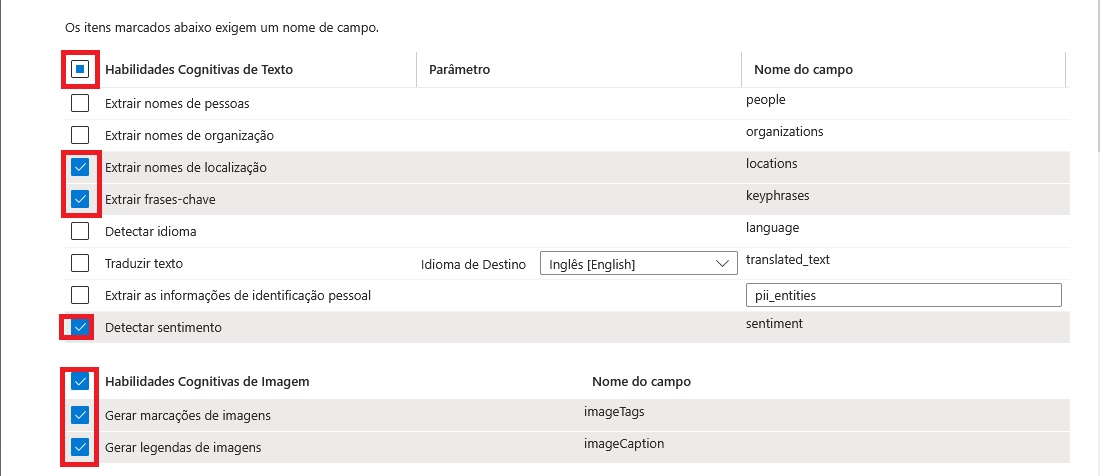 Os itens marcados abaixo exigem um nome de campo.
Habilidades Cognitivas de Texto Parâmetro Nome do campo
Extrair nomes de pessoas people
Extrair nomes de organização organizations
Extrair nomes de localização locations
Extrair frases-chave keyphrases
Detectar idioma language
Traduzir texto Idioma de Destino Inglês [English] translated_text
Extrair as informações de identificação pessoal pii_entities
Detectar sentimento sentiment
Habilidades Cognitivas de Imagem Nome do campo
Gerar marcações de imagens imageTags
Gerar legendas de imagens imageCaption